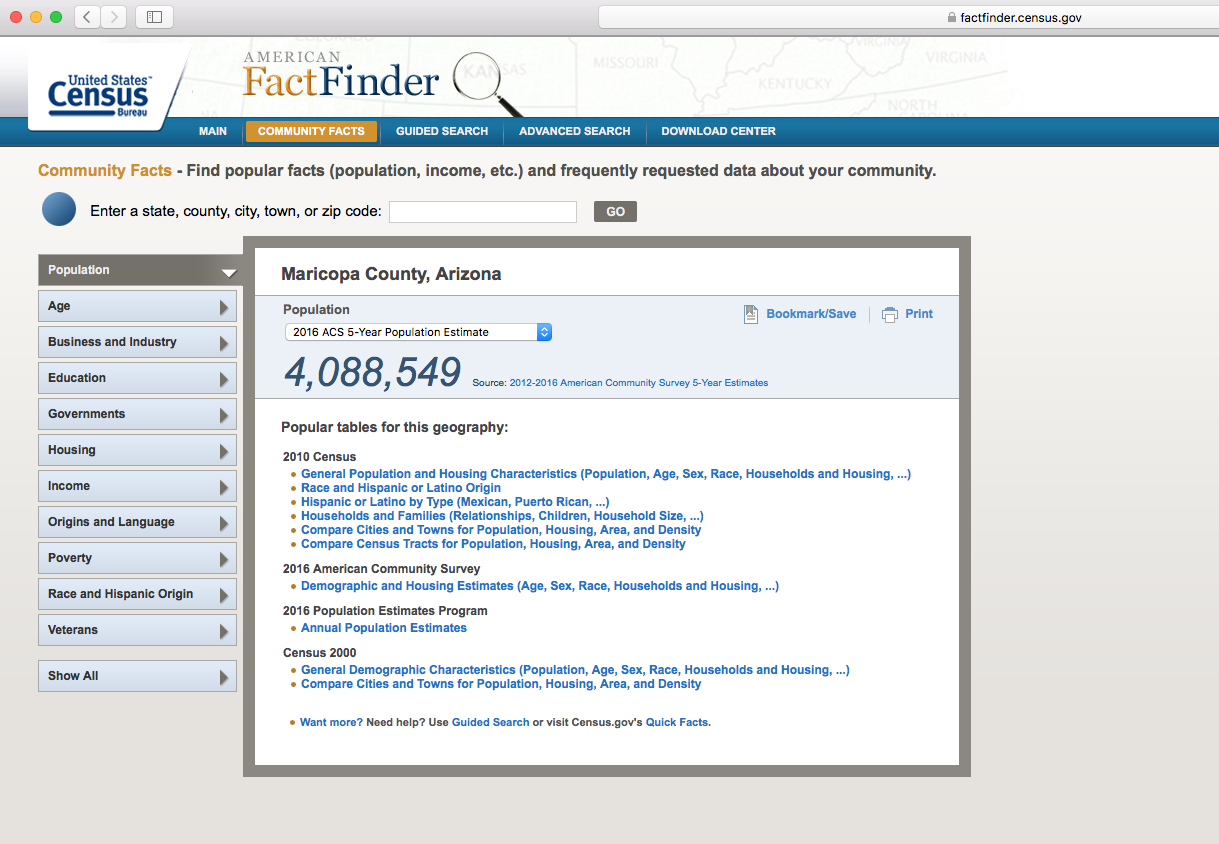 factfinder.census.gov
United States™
Census
Bureau
AMERICAN
FactFinder
COLORADO
KANSAS
MISSOURI
KENTUCKY
VIRGINIA
VIRGINIA
NORTH
CAROLINA
MAIN
COMMUNITY FACTS
GUIDED SEARCH
ADVANCED SEARCH
DOWNLOAD CENTER
Community Facts - Find popular facts (population, income, etc.) and frequently requested data about your community.
Enter a state, county, city, town, or zip code:
GO
Population
Age
Business and Industry
Education
Governments
Housing
Income
Origins and Language
Poverty
Race and Hispanic Origin
Veterans
Show All
Maricopa County, Arizona
Population
Bookmark/Save
Print
2016 ACS 5-Year Population Estimate
4,088,549 Source: 2012-2016 American Community Survey 5-Year Estimates
Popular tables for this geography:
2010 Census
• General Population and Housing Characteristics (Population, Age, Sex, Race, Households and Housing, ...)
• Race and Hispanic or Latino Origin
• Hispanic or Latino by Type (Mexican, Puerto Rican, ...)
• Households and Families (Relationships, Children, Household Size, ...)
• Compare Cities and Towns for Population, Housing, Area, and Density
• Compare Census Tracts for Population, Housing, Area, and Density
2016 American Community Survey
• Demographic and Housing Estimates (Age, Sex, Race, Households and Housing, ...)
2016 Population Estimates Program
• Annual Population Estimates
Census 2000
• General Demographic Characteristics (Population, Age, Sex, Race, Households and Housing, ...)
• Compare Cities and Towns for Population, Housing, Area, and Density
• Want more? Need help? Use Guided Search or visit Census.gov's Quick Facts.